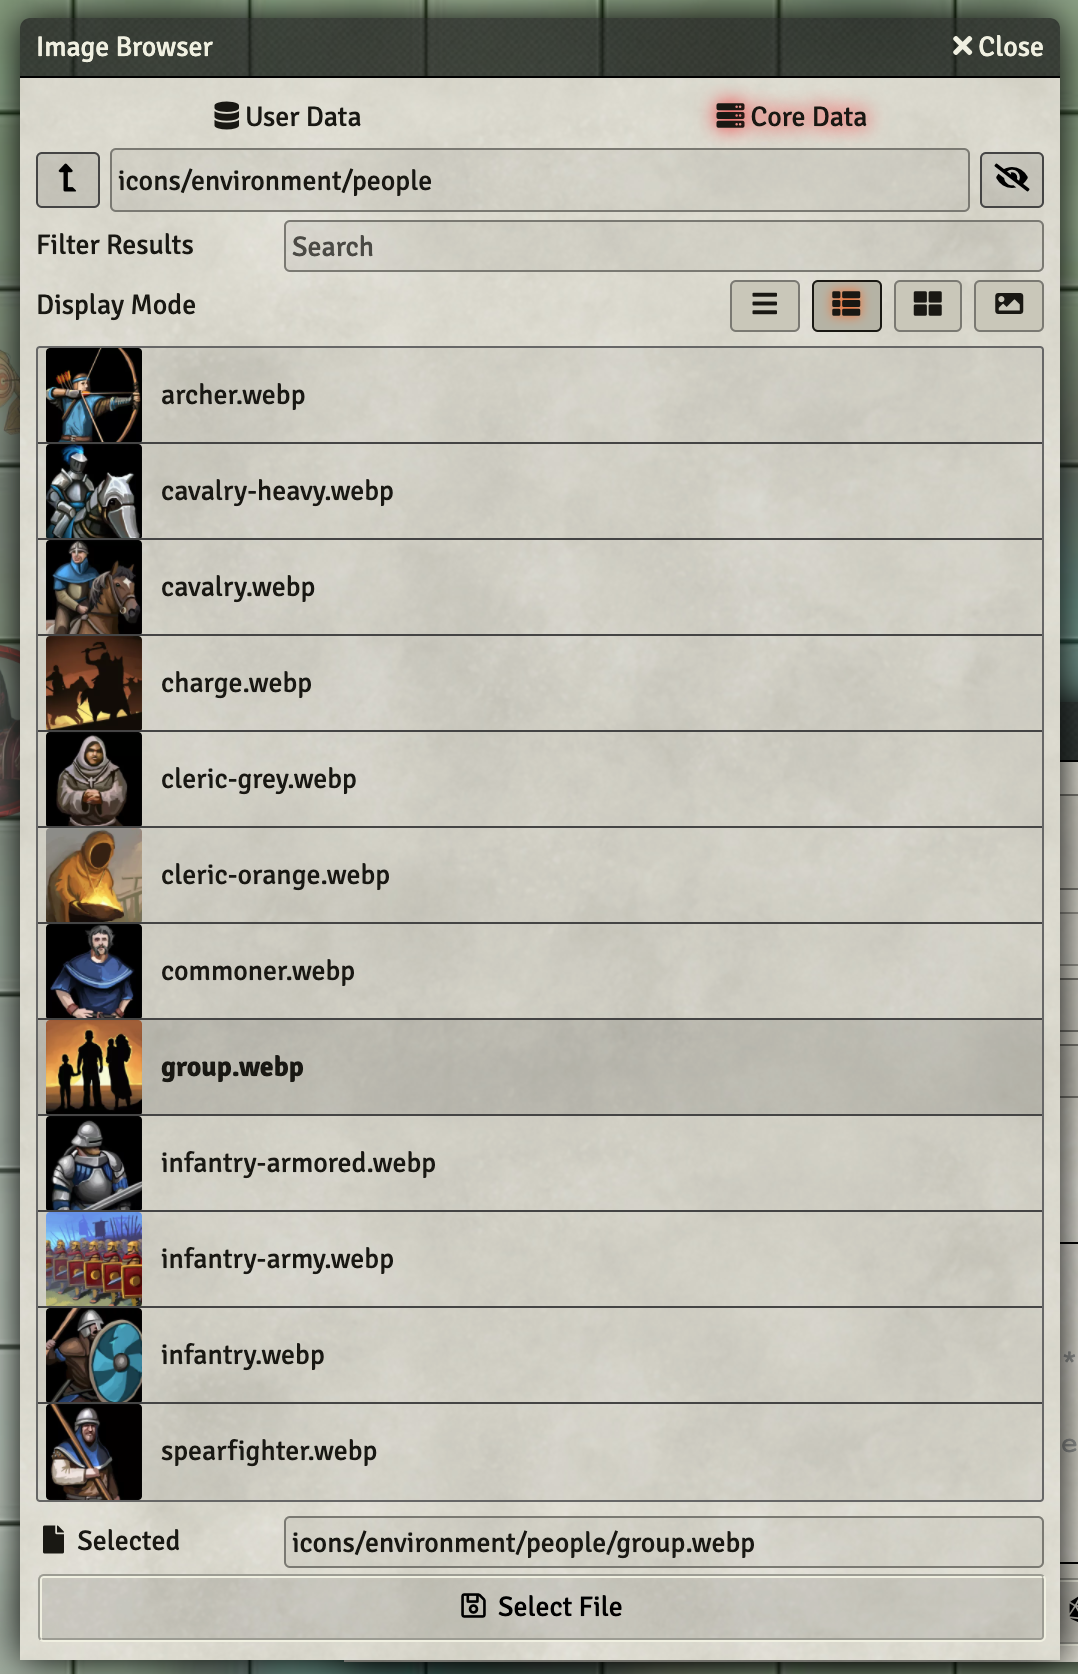 Image Browser
Close
User Data
Core Data
icons/environment/people
Filter Results
Search
Display Mode
archer.webp
cavalry-heavy.webp
cavalry.webp
charge.webp
cleric-grey.webp
cleric-orange.webp
commoner.webp
group.webp
infantry-armored.webp
infantry-army.webp
infantry.webp
spearfighter.webp
Selected
icons/environment/people/group.webp
Select File